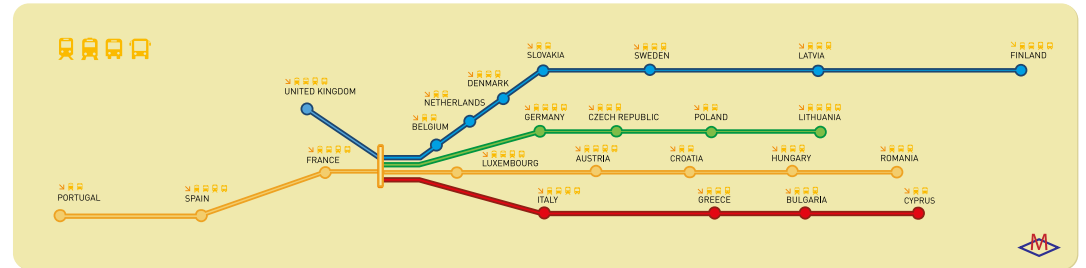 SLOVAKIA
SWEDEN
LATVIA
FINLAND
DENMARK
UNITED KINGDOM
NETHERLANDS
BELGIUM
GERMANY
CZECH REPUBLIC
POLAND
LITHUANIA
FRANCE
LUXEMBOURG
AUSTRIA
CROATIA
HUNGARY
ROMANIA
PORTUGAL
SPAIN
ITALY
GREECE
BULGARIA
CYPRUS
M